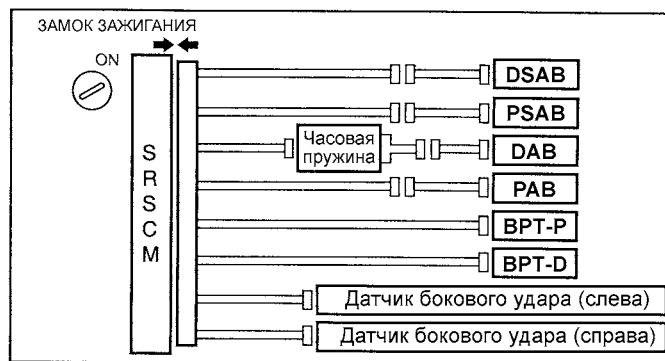 ЗАМОК ЗАЖИГАНИЯ
ON
SRSCM
DSAB
PSAB
Часовая
пружина
DAB
PAB
BPT-P
BPT-D
Датчик бокового удара (слева)
Датчик бокового удара (справа)